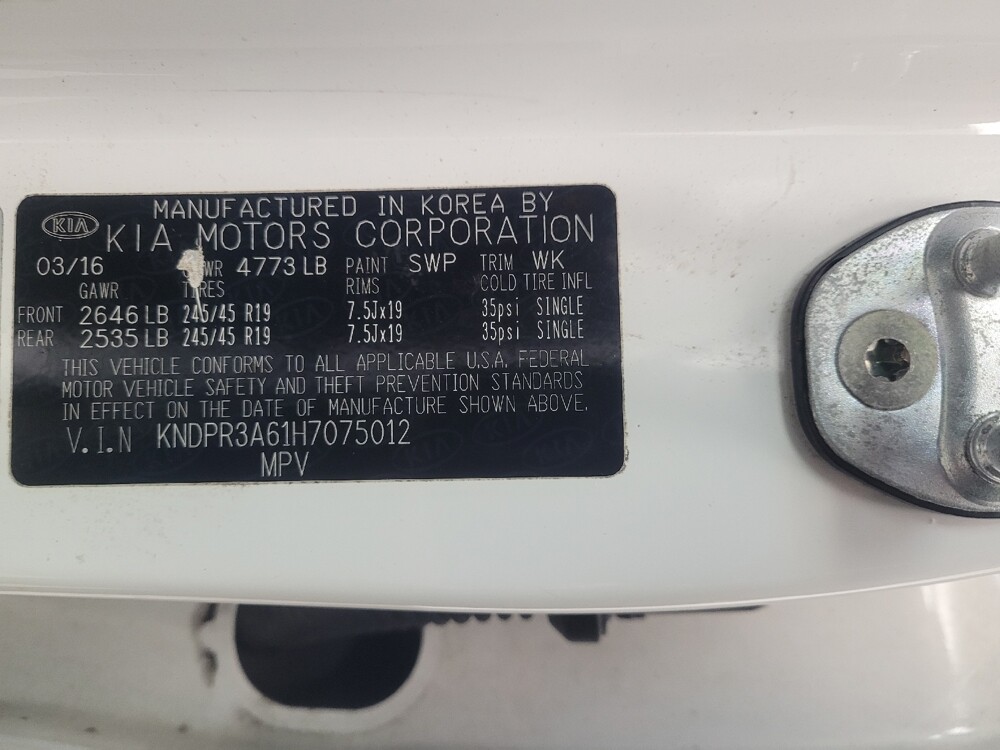 MANUFACTURED IN KOREA BY
KIA KIA MOTORS CORPORATION
03/16 4773 LB PAINT SWP TRIM WK
GAWR TIRES RIMS COLD TIRE INFL
FRONT 2646 LB 245/45 R19 7.5Jx19 35psi SINGLE
REAR 2535 LB 245/45 R19 7.5Jx19 35psi SINGLE
THIS VEHICLE CONFORMS TO ALL APPLICABLE U.S.A. FEDERAL
MOTOR VEHICLE SAFETY AND THEFT PREVENTION STANDARDS
IN EFFECT ON THE DATE OF MANUFACTURE SHOWN ABOVE.
V.I.N KNDPR3A61H7075012
MPV